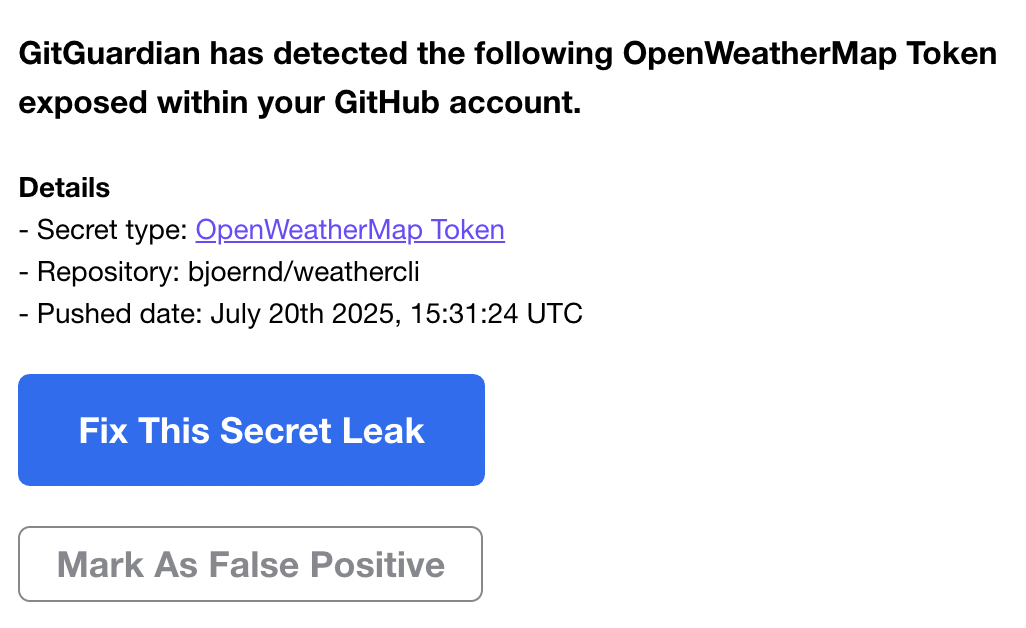 GitGuardian has detected the following OpenWeatherMap Token
exposed within your GitHub account.
Details
- Secret type: OpenWeatherMap Token
- Repository: bjoernd/weathercli
- Pushed date: July 20th 2025, 15:31:24 UTC
Fix This Secret Leak
Mark As False Positive